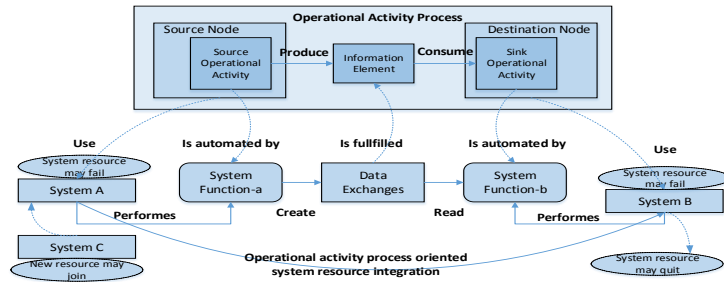 Operational Activity Process
Source Node
Destination Node
Source
Operational
Activity
Produce
Information
Element
Consume
Sink
Operational
Activity
Use
Is automated by
Is fullfilled
Is automated by
Use
System resource
may fail
System A
System
Function-a
Data
Exchanges
System
Function-b
System resource
may fail
System B
Performes
Create
Read
Performes
System C
New resource may
join
Operational activity process oriented
system resource integration
System resource
may quit